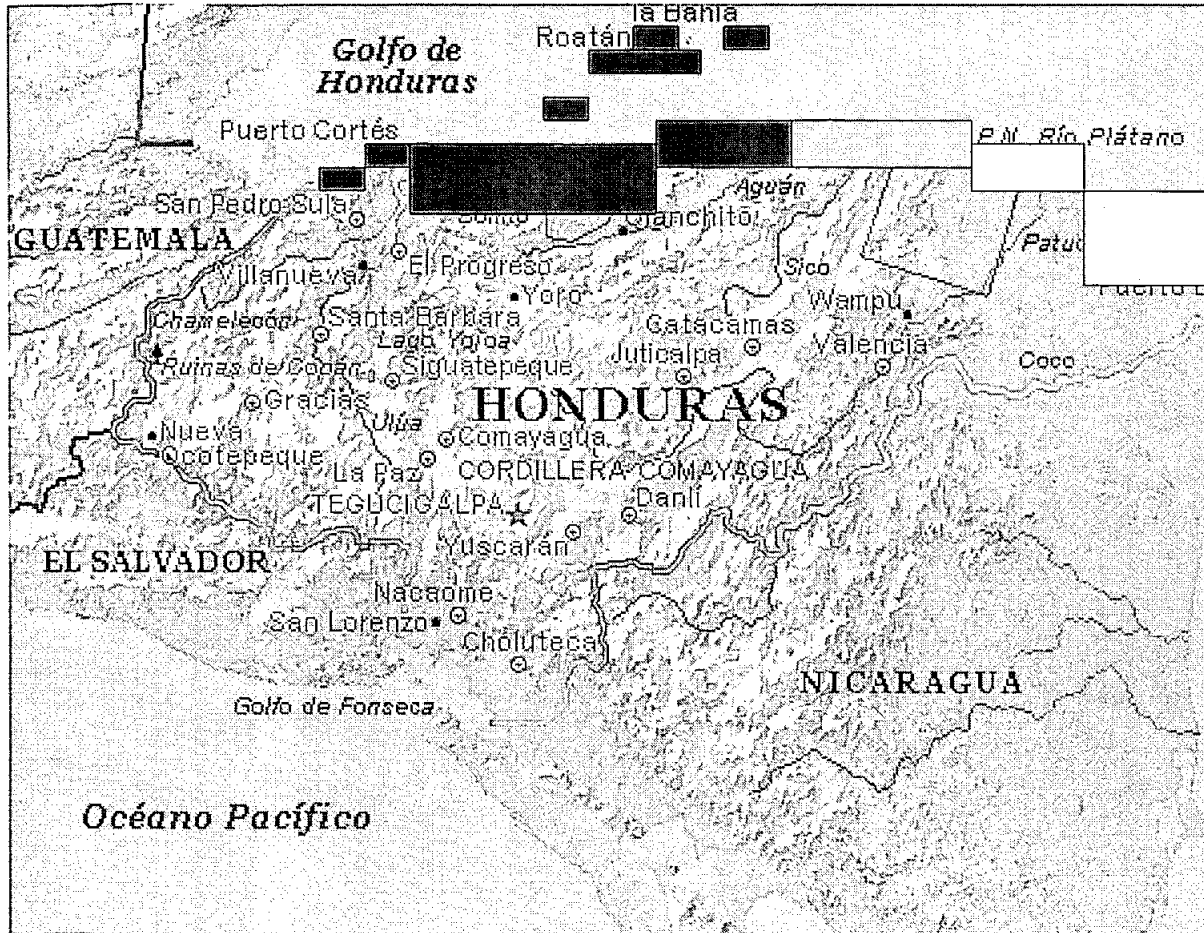 la Bahía
Roatán
Golfo de
Honduras
Puerto Cortés
P.N. Río Plátano
Aguán
San Pedro Sula
Olanchito
GUATEMALA
El Progreso
Villanueva
Sico
Yoro
Wampú
Chamelecón
Santa Bárbara
Catacamas
Lago Yojoa
Juticalpa
Valencia
Ruinas de Copán
Siguatepeque
Coco
HONDURAS
Gracias
Ulúa
Nueva
Ocotepeque
Comayagua
La Paz
CORDILLERA COMAYAGUA
TEGUCIGALPA
Danlí
EL SALVADOR
Yuscarán
Nacaome
San Lorenzo
Choluteca
NICARAGUA
Golfo de Fonseca
Océano Pacífico